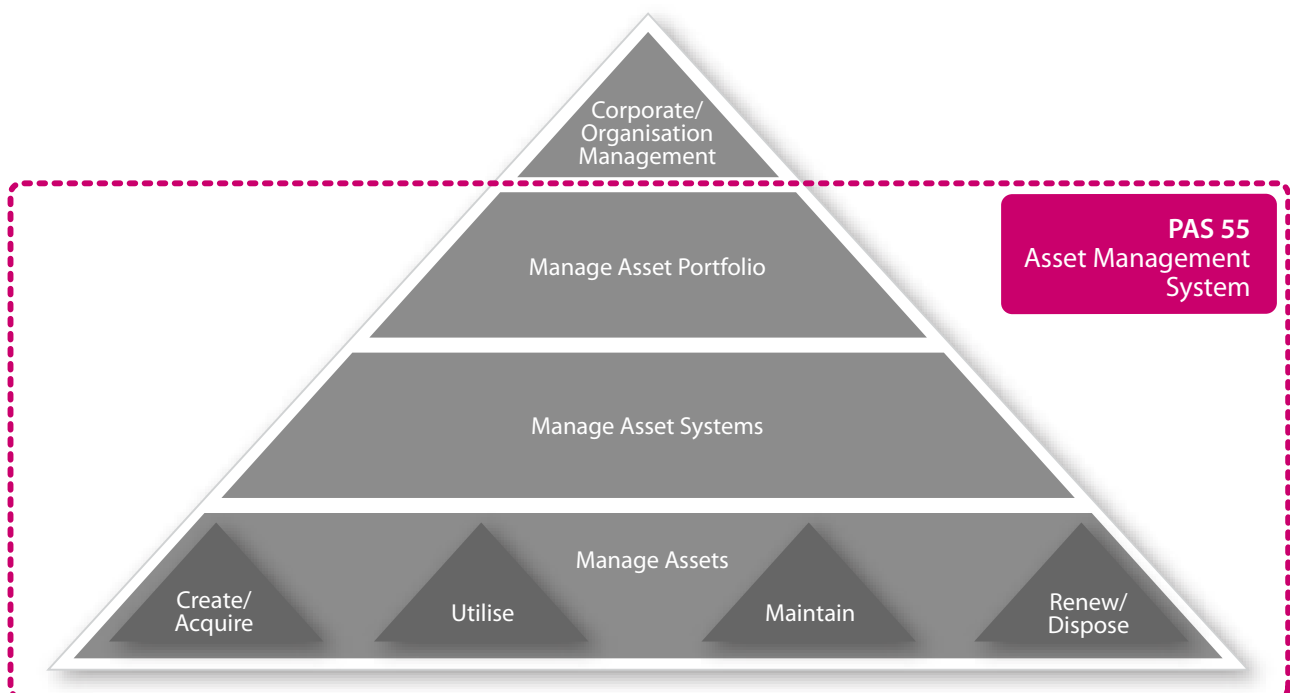 Corporate/
Organisation
Management
PAS 55
Asset Management
System
Manage Asset Portfolio
Manage Asset Systems
Manage Assets
Create/
Acquire
Utilise
Maintain
Renew/
Dispose